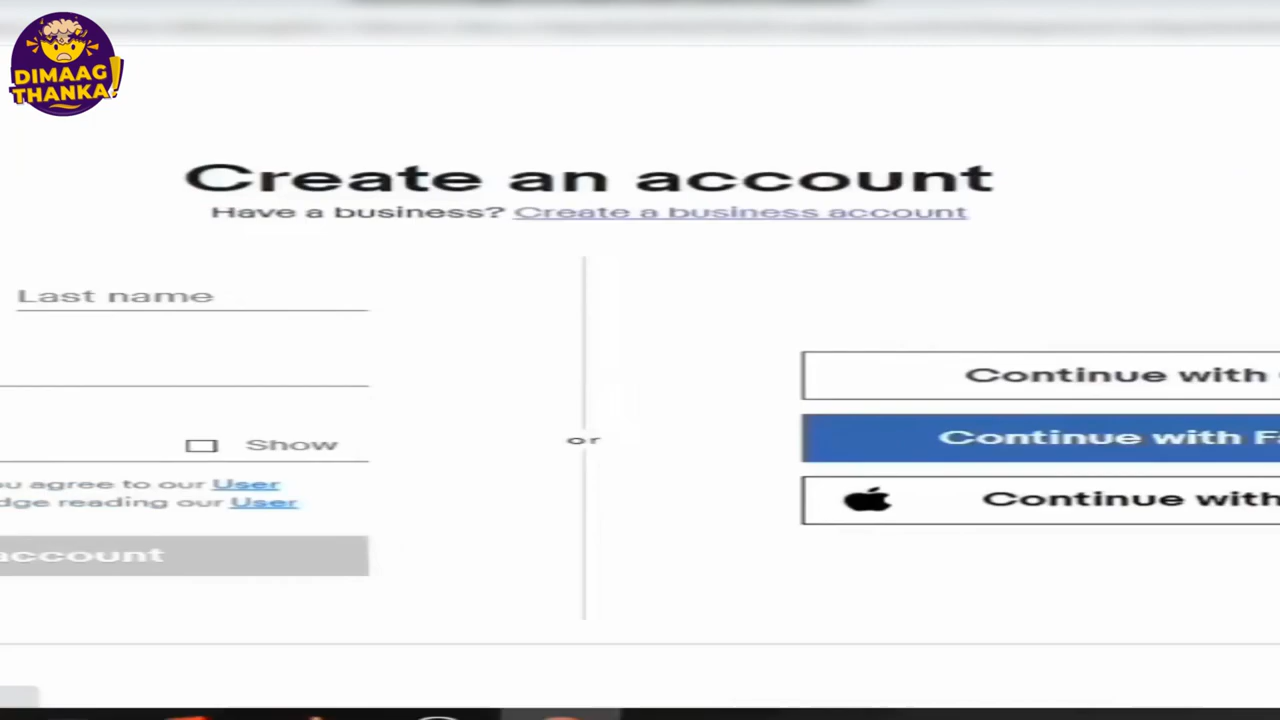 DIMAAG
THANKA!
Create an account
Have a business? Create a business account
Last name
Continue with
Continue with Fa
or
Show
Continue with
u agree to our User
dge reading our User
account